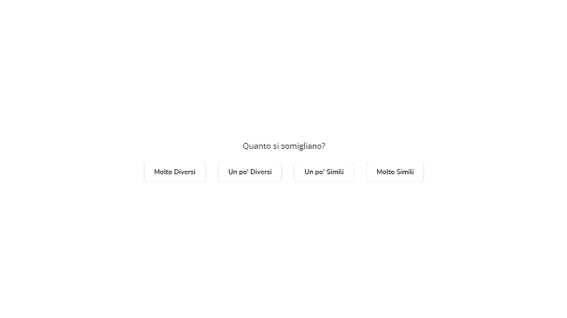 Quanto si somigliano?
Molto Diversi Un po' Diversi Un po' Simili Molto Simili